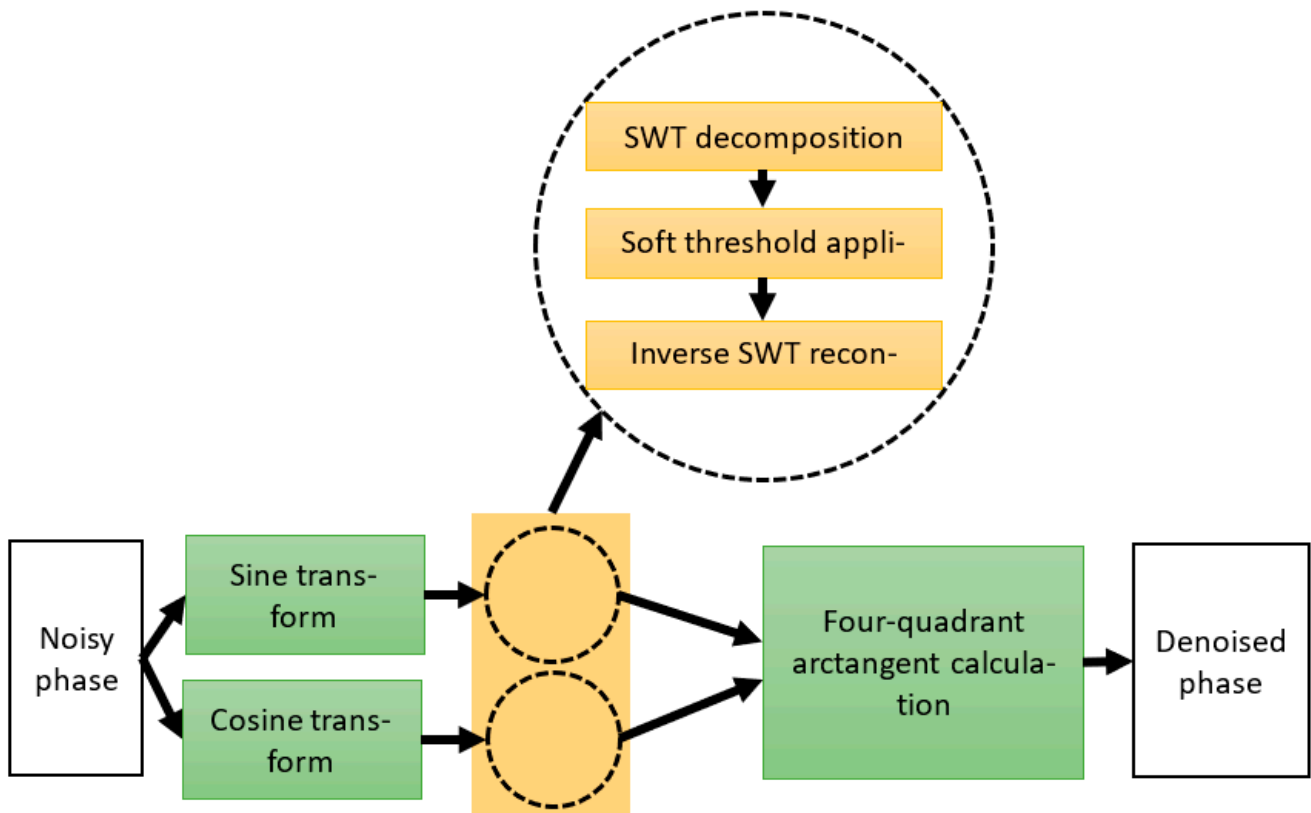 SWT decomposition
Soft threshold appli-
Inverse SWT recon-
Noisy
phase
Sine trans-
form
Cosine trans-
form
Four-quadrant
arctangent calcula-
tion
Denoised
phase